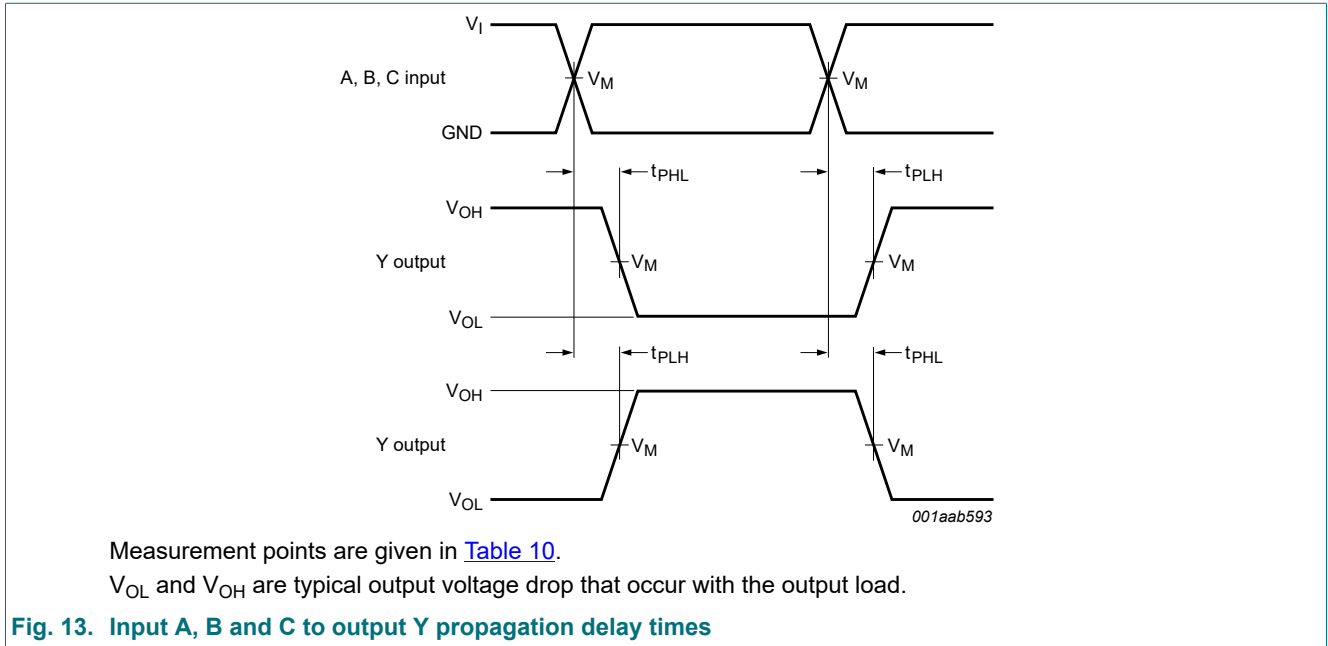 V_I
A, B, C input
V_M V_M
GND
t_PHL t_PLH
V_OH
Y output
V_M V_M
V_OL
t_PLH t_PHL
V_OH
Y output
V_M V_M
V_OL
001aab593
Measurement points are given in Table 10.
V_OL and V_OH are typical output voltage drop that occur with the output load.
Fig. 13. Input A, B and C to output Y propagation delay times